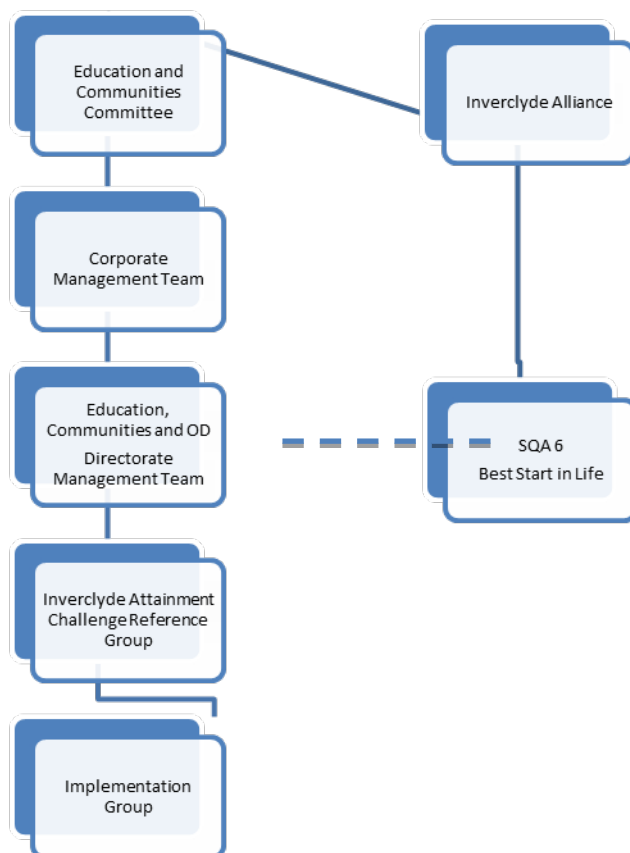 Education and
Communities
Committee
Inverclyde Alliance
Corporate
Management Team
Education,
Communities and OD
Directorate
Management Team
SQA 6
Best Start in Life
Inverclyde Attainment
Challenge Reference
Group
Implementation
Group